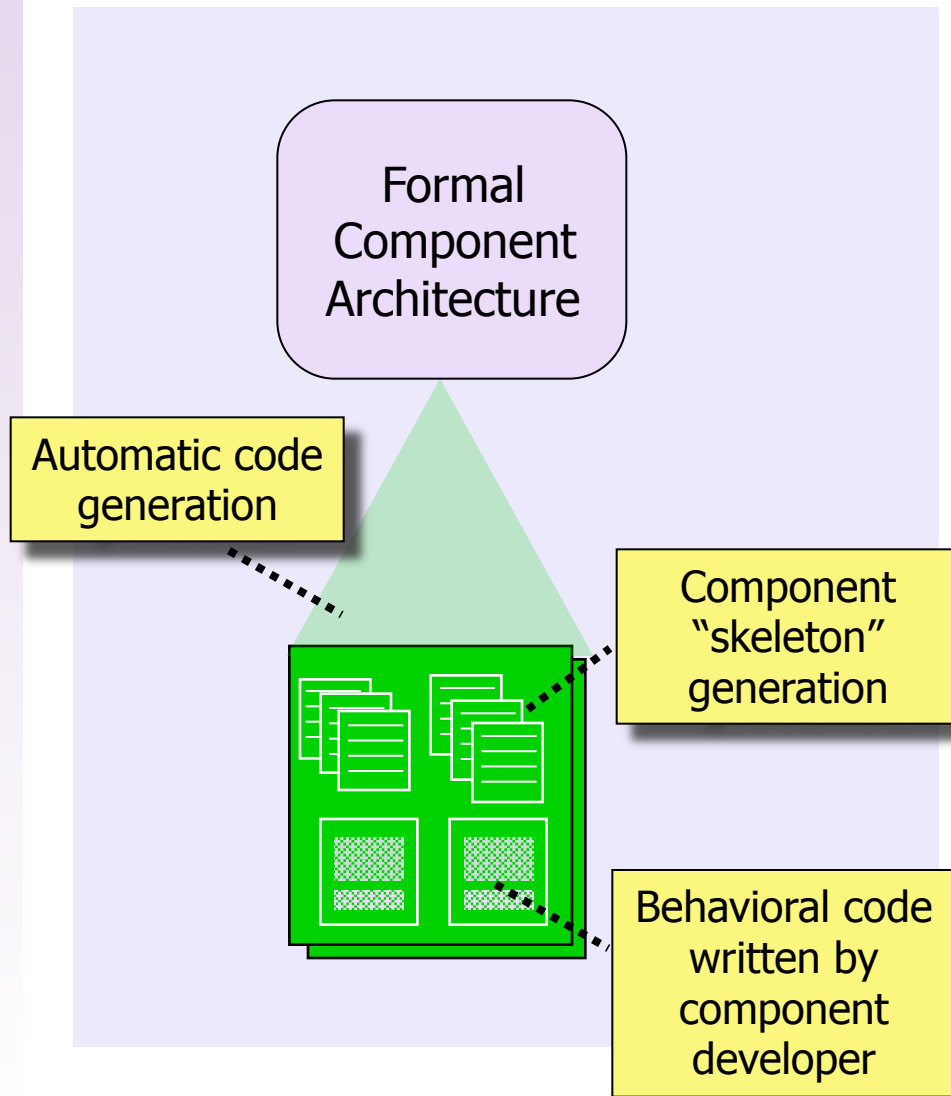 Formal
Component
Architecture
Automatic code
generation
Component
“skeleton”
generation
Behavioral code
written by
component
developer